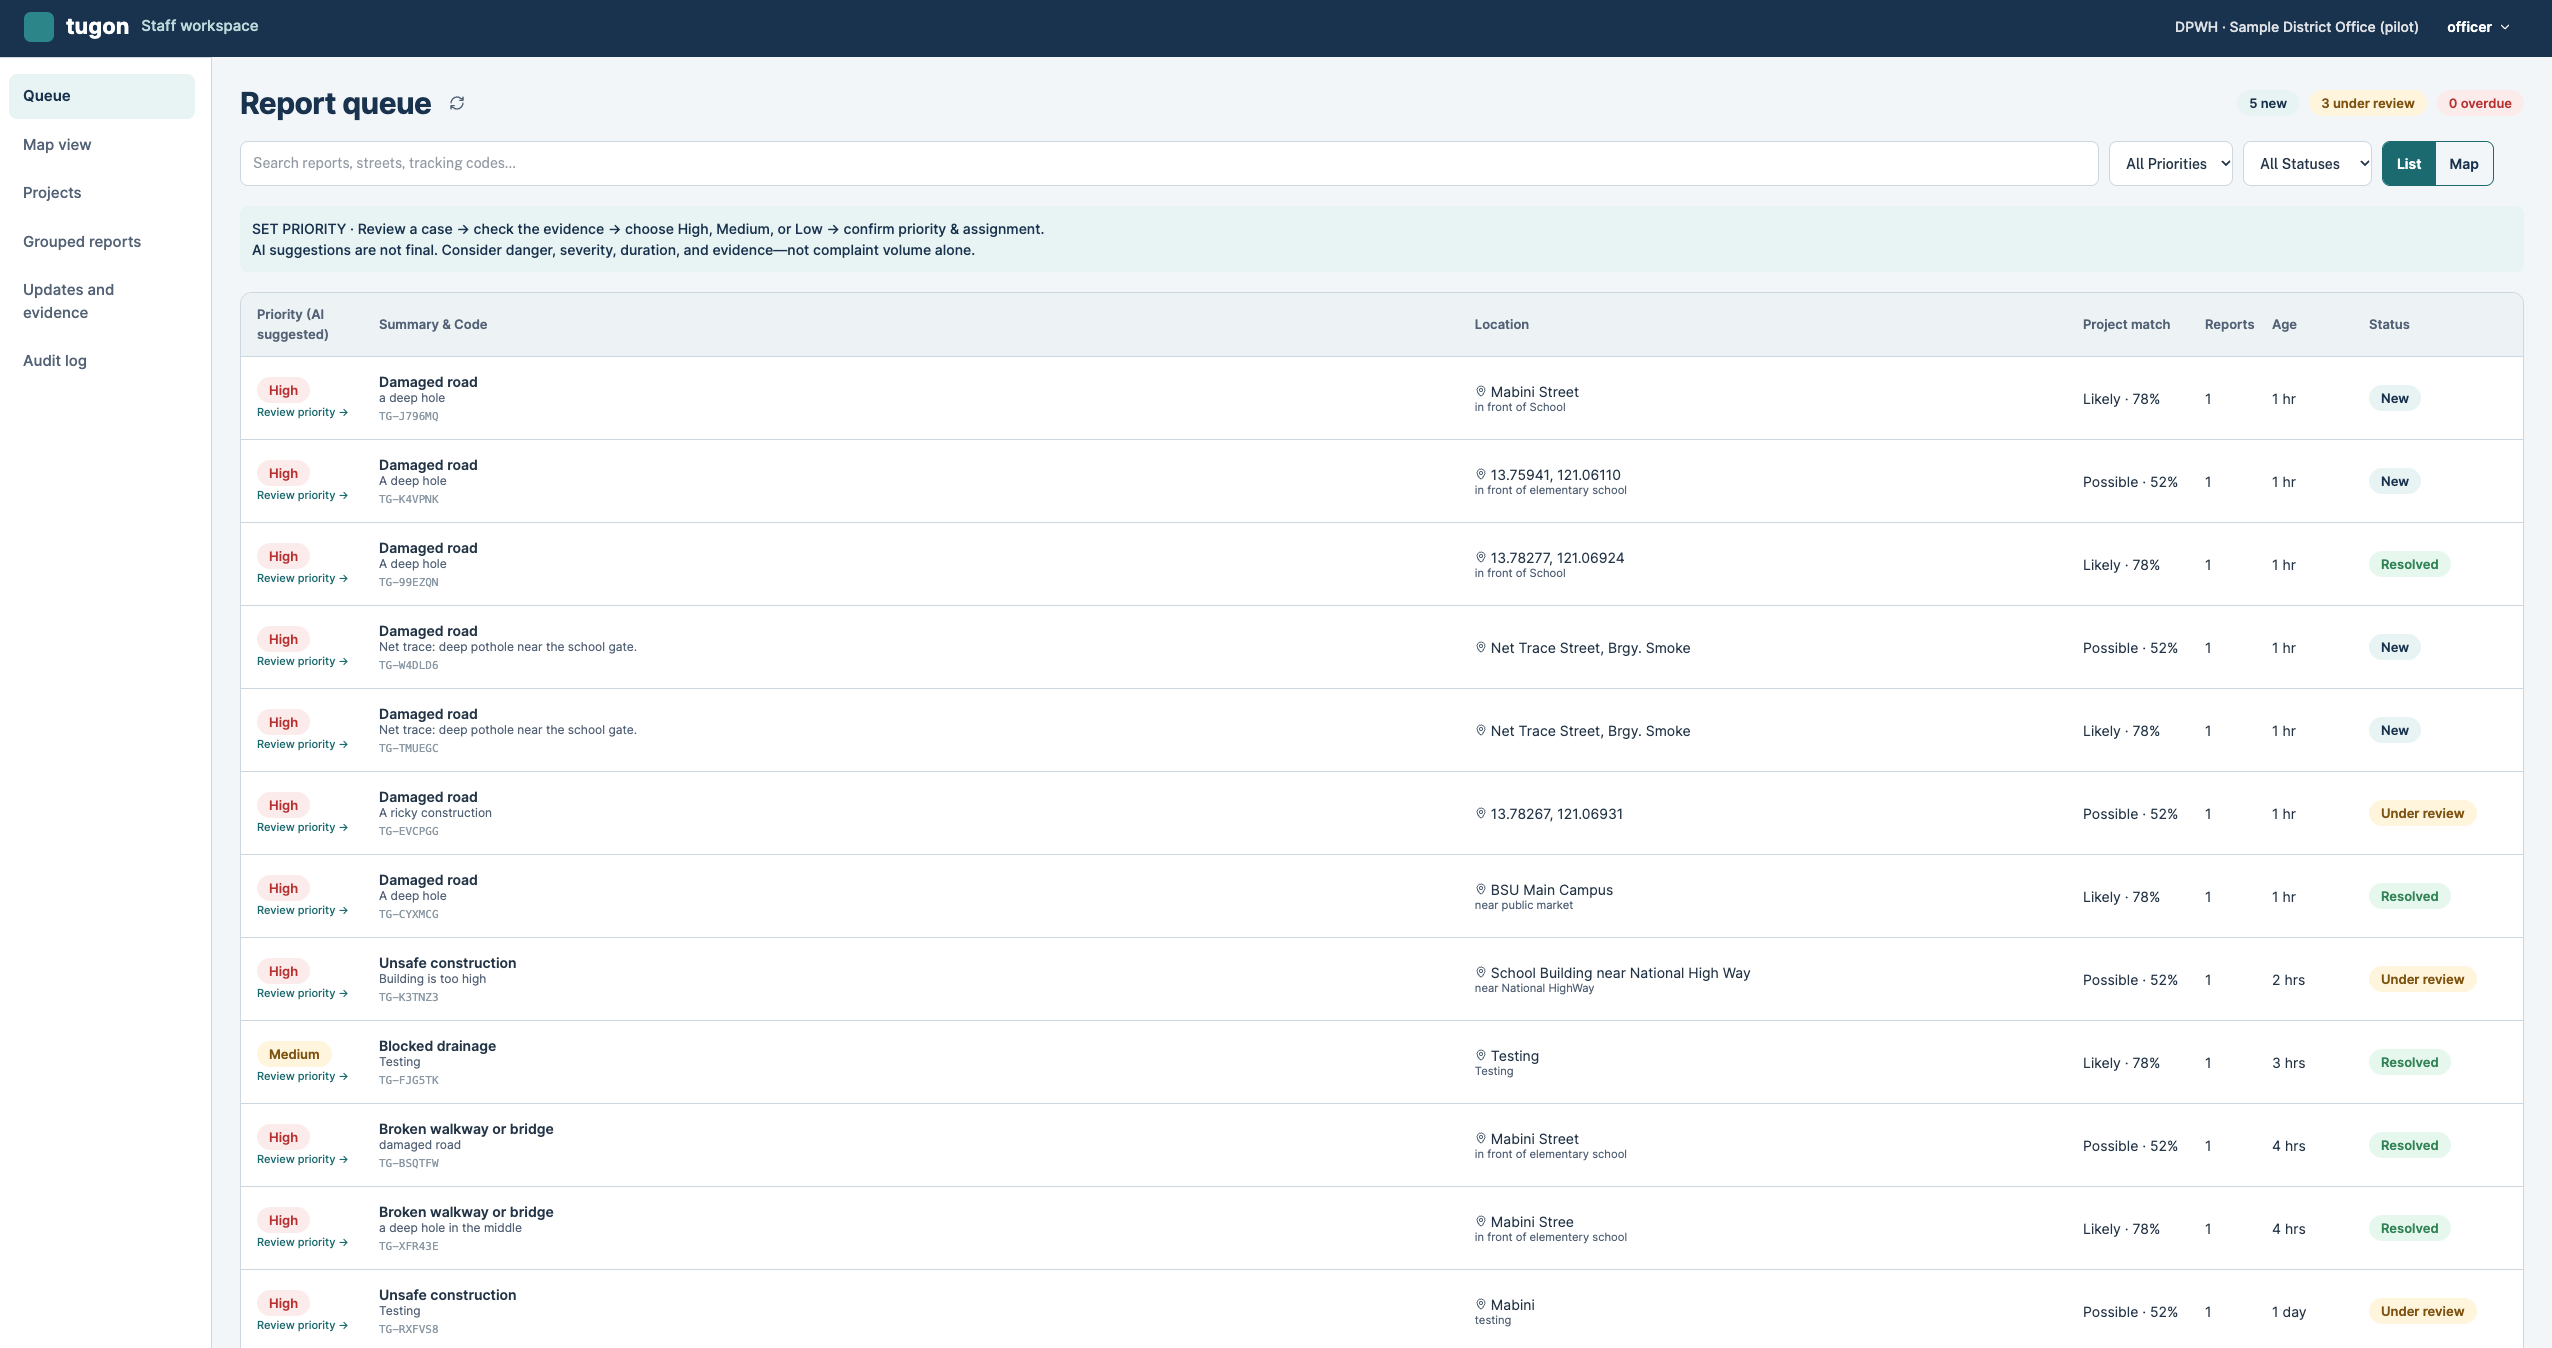 tugon Staff workspace
DPWH · Sample District Office (pilot) officer
Queue
Map view
Projects
Grouped reports
Updates and
evidence
Audit log
Report queue
5 new 3 under review 0 overdue
Search reports, streets, tracking codes...
All Priorities All Statuses List Map
SET PRIORITY · Review a case → check the evidence → choose High, Medium, or Low → confirm priority & assignment.
AI suggestions are not final. Consider danger, severity, duration, and evidence—not complaint volume alone.
Priority (AI
suggested)
Summary & Code Location Project match Reports Age Status
High
Review priority →
Damaged road
a deep hole
TG-J796MQ
Mabini Street
in front of School
Likely · 78% 1 1 hr New
High
Review priority →
Damaged road
A deep hole
TG-K4VPNK
13.75941, 121.06110
in front of elementary school
Possible · 52% 1 1 hr New
High
Review priority →
Damaged road
A deep hole
TG-99EZQN
13.78277, 121.06924
in front of School
Likely · 78% 1 1 hr Resolved
High
Review priority →
Damaged road
Net trace: deep pothole near the school gate.
TG-W4DLD6
Net Trace Street, Brgy. Smoke
Possible · 52% 1 1 hr New
High
Review priority →
Damaged road
Net trace: deep pothole near the school gate.
TG-TMUEGC
Net Trace Street, Brgy. Smoke
Likely · 78% 1 1 hr New
High
Review priority →
Damaged road
A ricky construction
TG-EVCPGG
13.78267, 121.06931
Possible · 52% 1 1 hr Under review
High
Review priority →
Damaged road
A deep hole
TG-CYXMCG
BSU Main Campus
near public market
Likely · 78% 1 1 hr Resolved
High
Review priority →
Unsafe construction
Building is too high
TG-K3TNZ3
School Building near National High Way
near National HighWay
Possible · 52% 1 2 hrs Under review
Medium
Review priority →
Blocked drainage
Testing
TG-FJG5TK
Testing
Testing
Likely · 78% 1 3 hrs Resolved
High
Review priority →
Broken walkway or bridge
damaged road
TG-BSQTFW
Mabini Street
in front of elementary school
Possible · 52% 1 4 hrs Resolved
High
Review priority →
Broken walkway or bridge
a deep hole in the middle
TG-XFR43E
Mabini Stree
in front of elementery school
Likely · 78% 1 4 hrs Resolved
High
Review priority →
Unsafe construction
Testing
TG-RXFVS8
Mabini
testing
Possible · 52% 1 1 day Under review